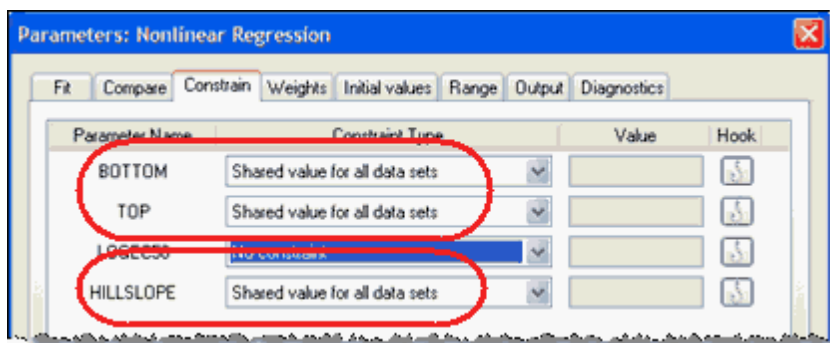 Parameters: Nonlinear Regression
Fit Compare Constrain Weights Initial values Range Output Diagnostics
Parameter Name Constraint Type Value Hook
BOTTOM Shared value for all data sets
TOP Shared value for all data sets
LOGEC50 No constraint
HILLSLOPE Shared value for all data sets